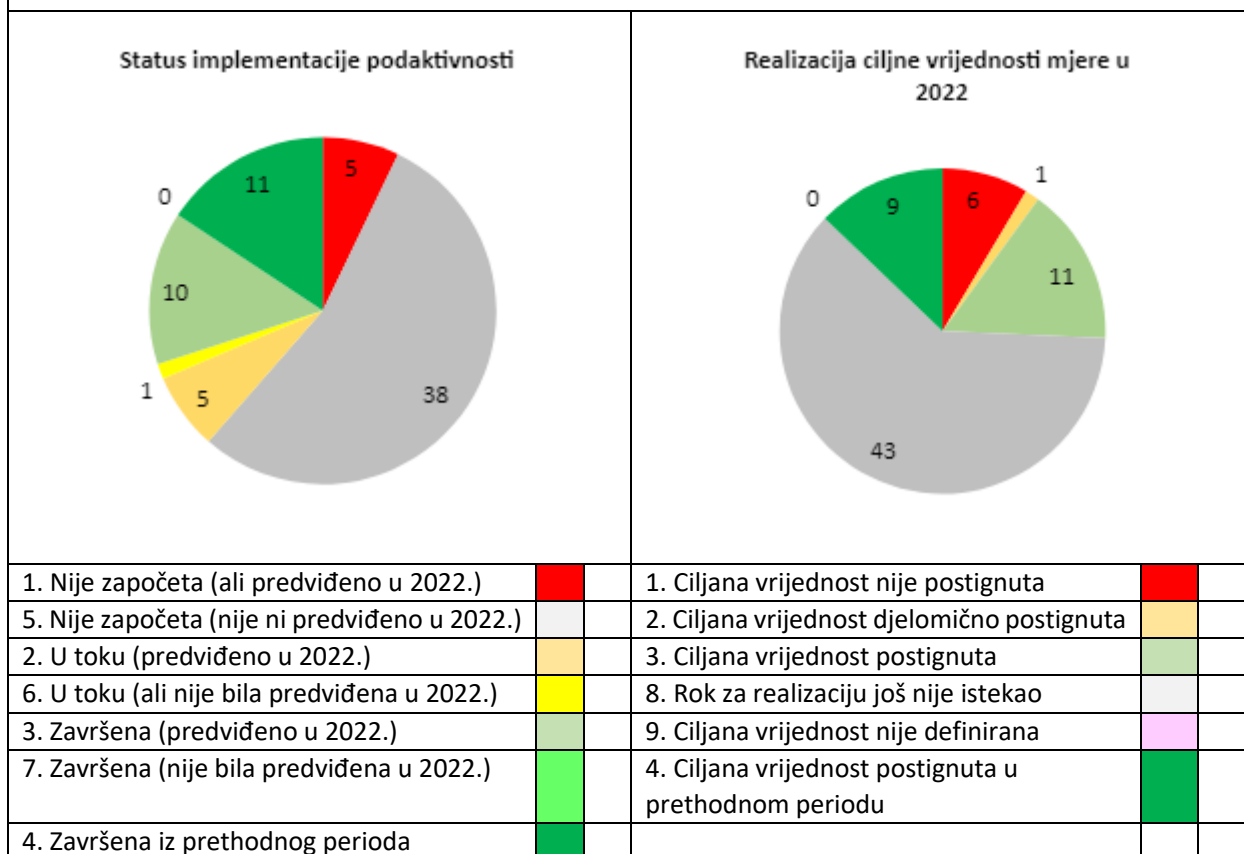 Status implementacije podaktivnosti
5
38
5
1
10
0
11
Realizacija ciljne vrijednosti mjere u
2022
6
1
11
43
0
9
1. Nije započeta (ali predviđeno u 2022.)
1. Ciljana vrijednost nije postignuta
5. Nije započeta (nije ni predviđeno u 2022.)
2. Ciljana vrijednost djelomično postignuta
2. U toku (predviđeno u 2022.)
3. Ciljana vrijednost postignuta
6. U toku (ali nije bila predviđena u 2022.)
8. Rok za realizaciju još nije istekao
3. Završena (predviđeno u 2022.)
9. Ciljana vrijednost nije definirana
7. Završena (nije bila predviđena u 2022.)
4. Ciljana vrijednost postignuta u
prethodnom periodu
4. Završena iz prethodnog perioda